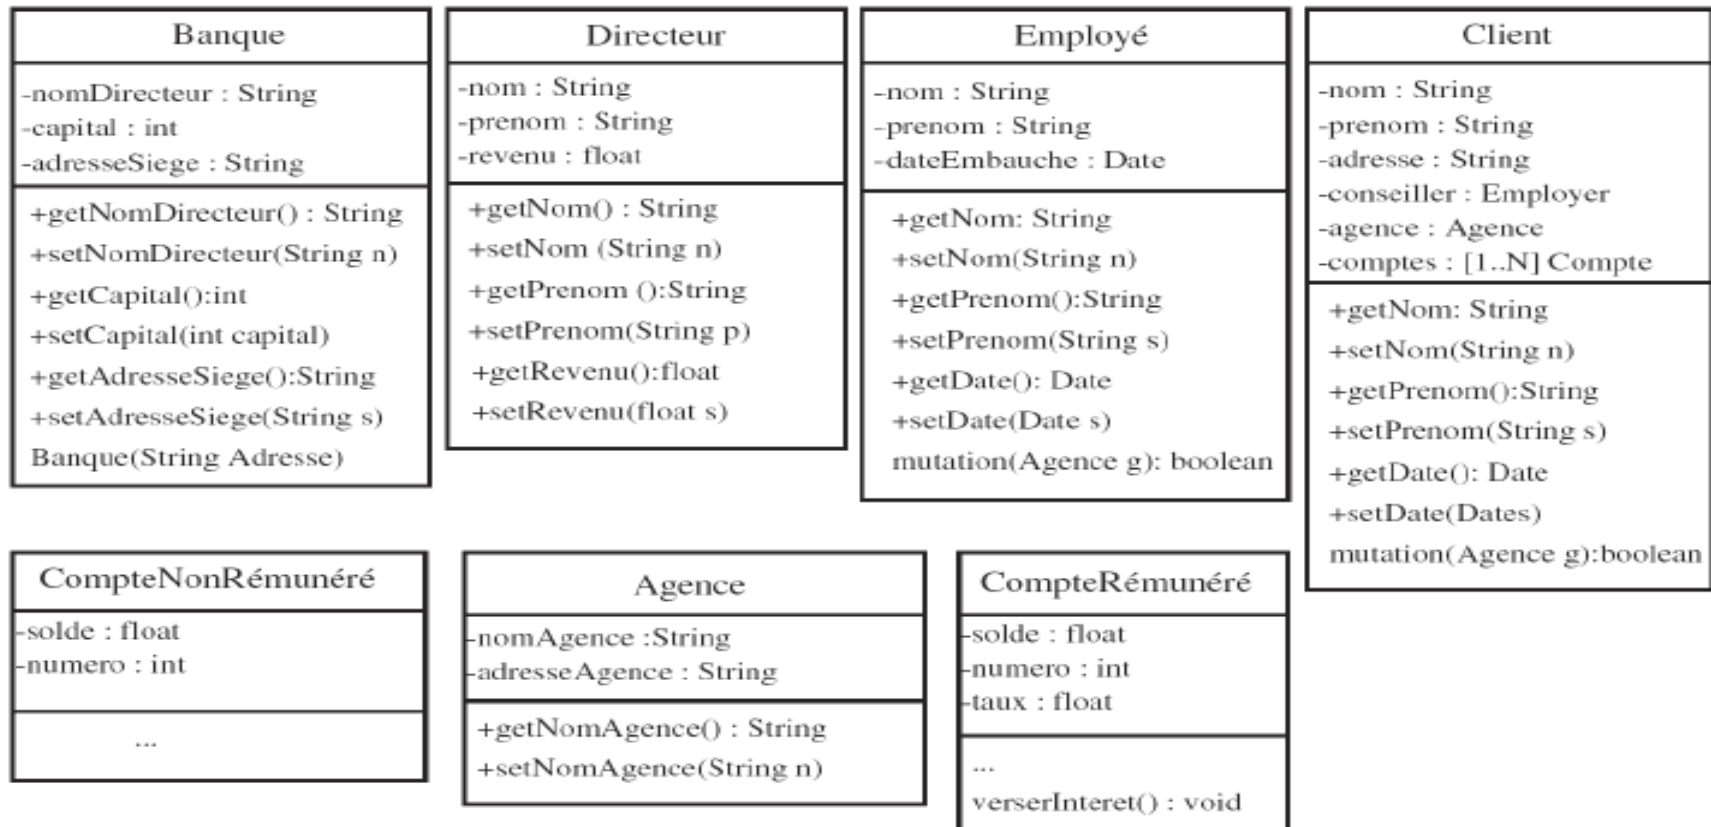 Banque
-nomDirecteur : String
-capital : int
-adresseSiege : String
+getNomDirecteur() : String
+setNomDirecteur(String n)
+getCapital():int
+setCapital(int capital)
+getAdresseSiege():String
+setAdresseSiege(String s)
Banque(String Adresse)
Directeur
-nom : String
-prenom : String
-revenu : float
+getNom() : String
+setNom (String n)
+getPrenom ():String
+setPrenom(String p)
+getRevenu():float
+setRevenu(float s)
Employé
-nom : String
-prenom : String
-dateEmbauche : Date
+getNom: String
+setNom(String n)
+getPrenom():String
+setPrenom(String s)
+getDate(): Date
+setDate(Date s)
mutation(Agence g): boolean
Client
-nom : String
-prenom : String
-adresse : String
-conseiller : Employer
-agence : Agence
-comptes : [1..N] Compte
+getNom: String
+setNom(String n)
+getPrenom():String
+setPrenom(String s)
+getDate(): Date
+setDate(Dates)
mutation(Agence g):boolean
CompteNonRémunéré
-solde : float
-numero : int
...
Agence
-nomAgence :String
-adresseAgence : String
+getNomAgence() : String
+setNomAgence(String n)
CompteRémunéré
-solde : float
-numero : int
-taux : float
...
verserInteret() : void